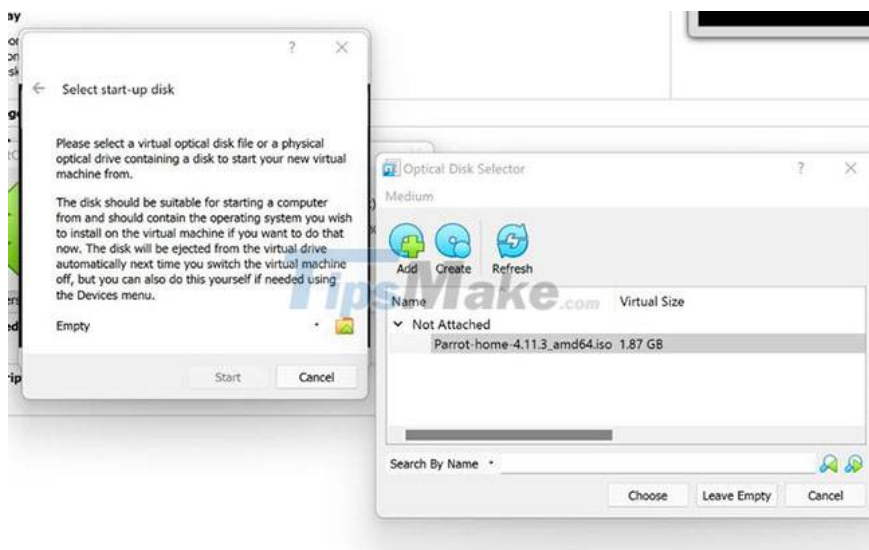 ay
?
Select start-up disk
Please select a virtual optical disk file or a physical
optical drive containing a disk to start your new virtual
machine from.
The disk should be suitable for starting a computer
from and should contain the operating system you wish
to install on the virtual machine if you want to do that
now. The disk will be ejected from the virtual drive
automatically next time you switch the virtual machine
off, but you can also do this yourself if needed using
the Devices menu.
Empty
Start Cancel
Optical Disk Selector ?
Medium
Add Create Refresh
TipsMake.com
Name Virtual Size
Not Attached
Parrot-home-4.11.3_amd64.iso 1.87 GB
Search By Name
Choose Leave Empty Cancel